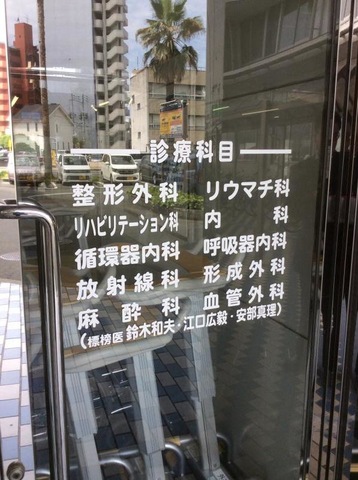 診療科目
整形外科 リウマチ科
リハビリテーション科 内科
循環器内科 呼吸器内科
放射線科 形成外科
麻酔科 血管外科
(標榜医 鈴木和夫・江口広毅・安部真理)